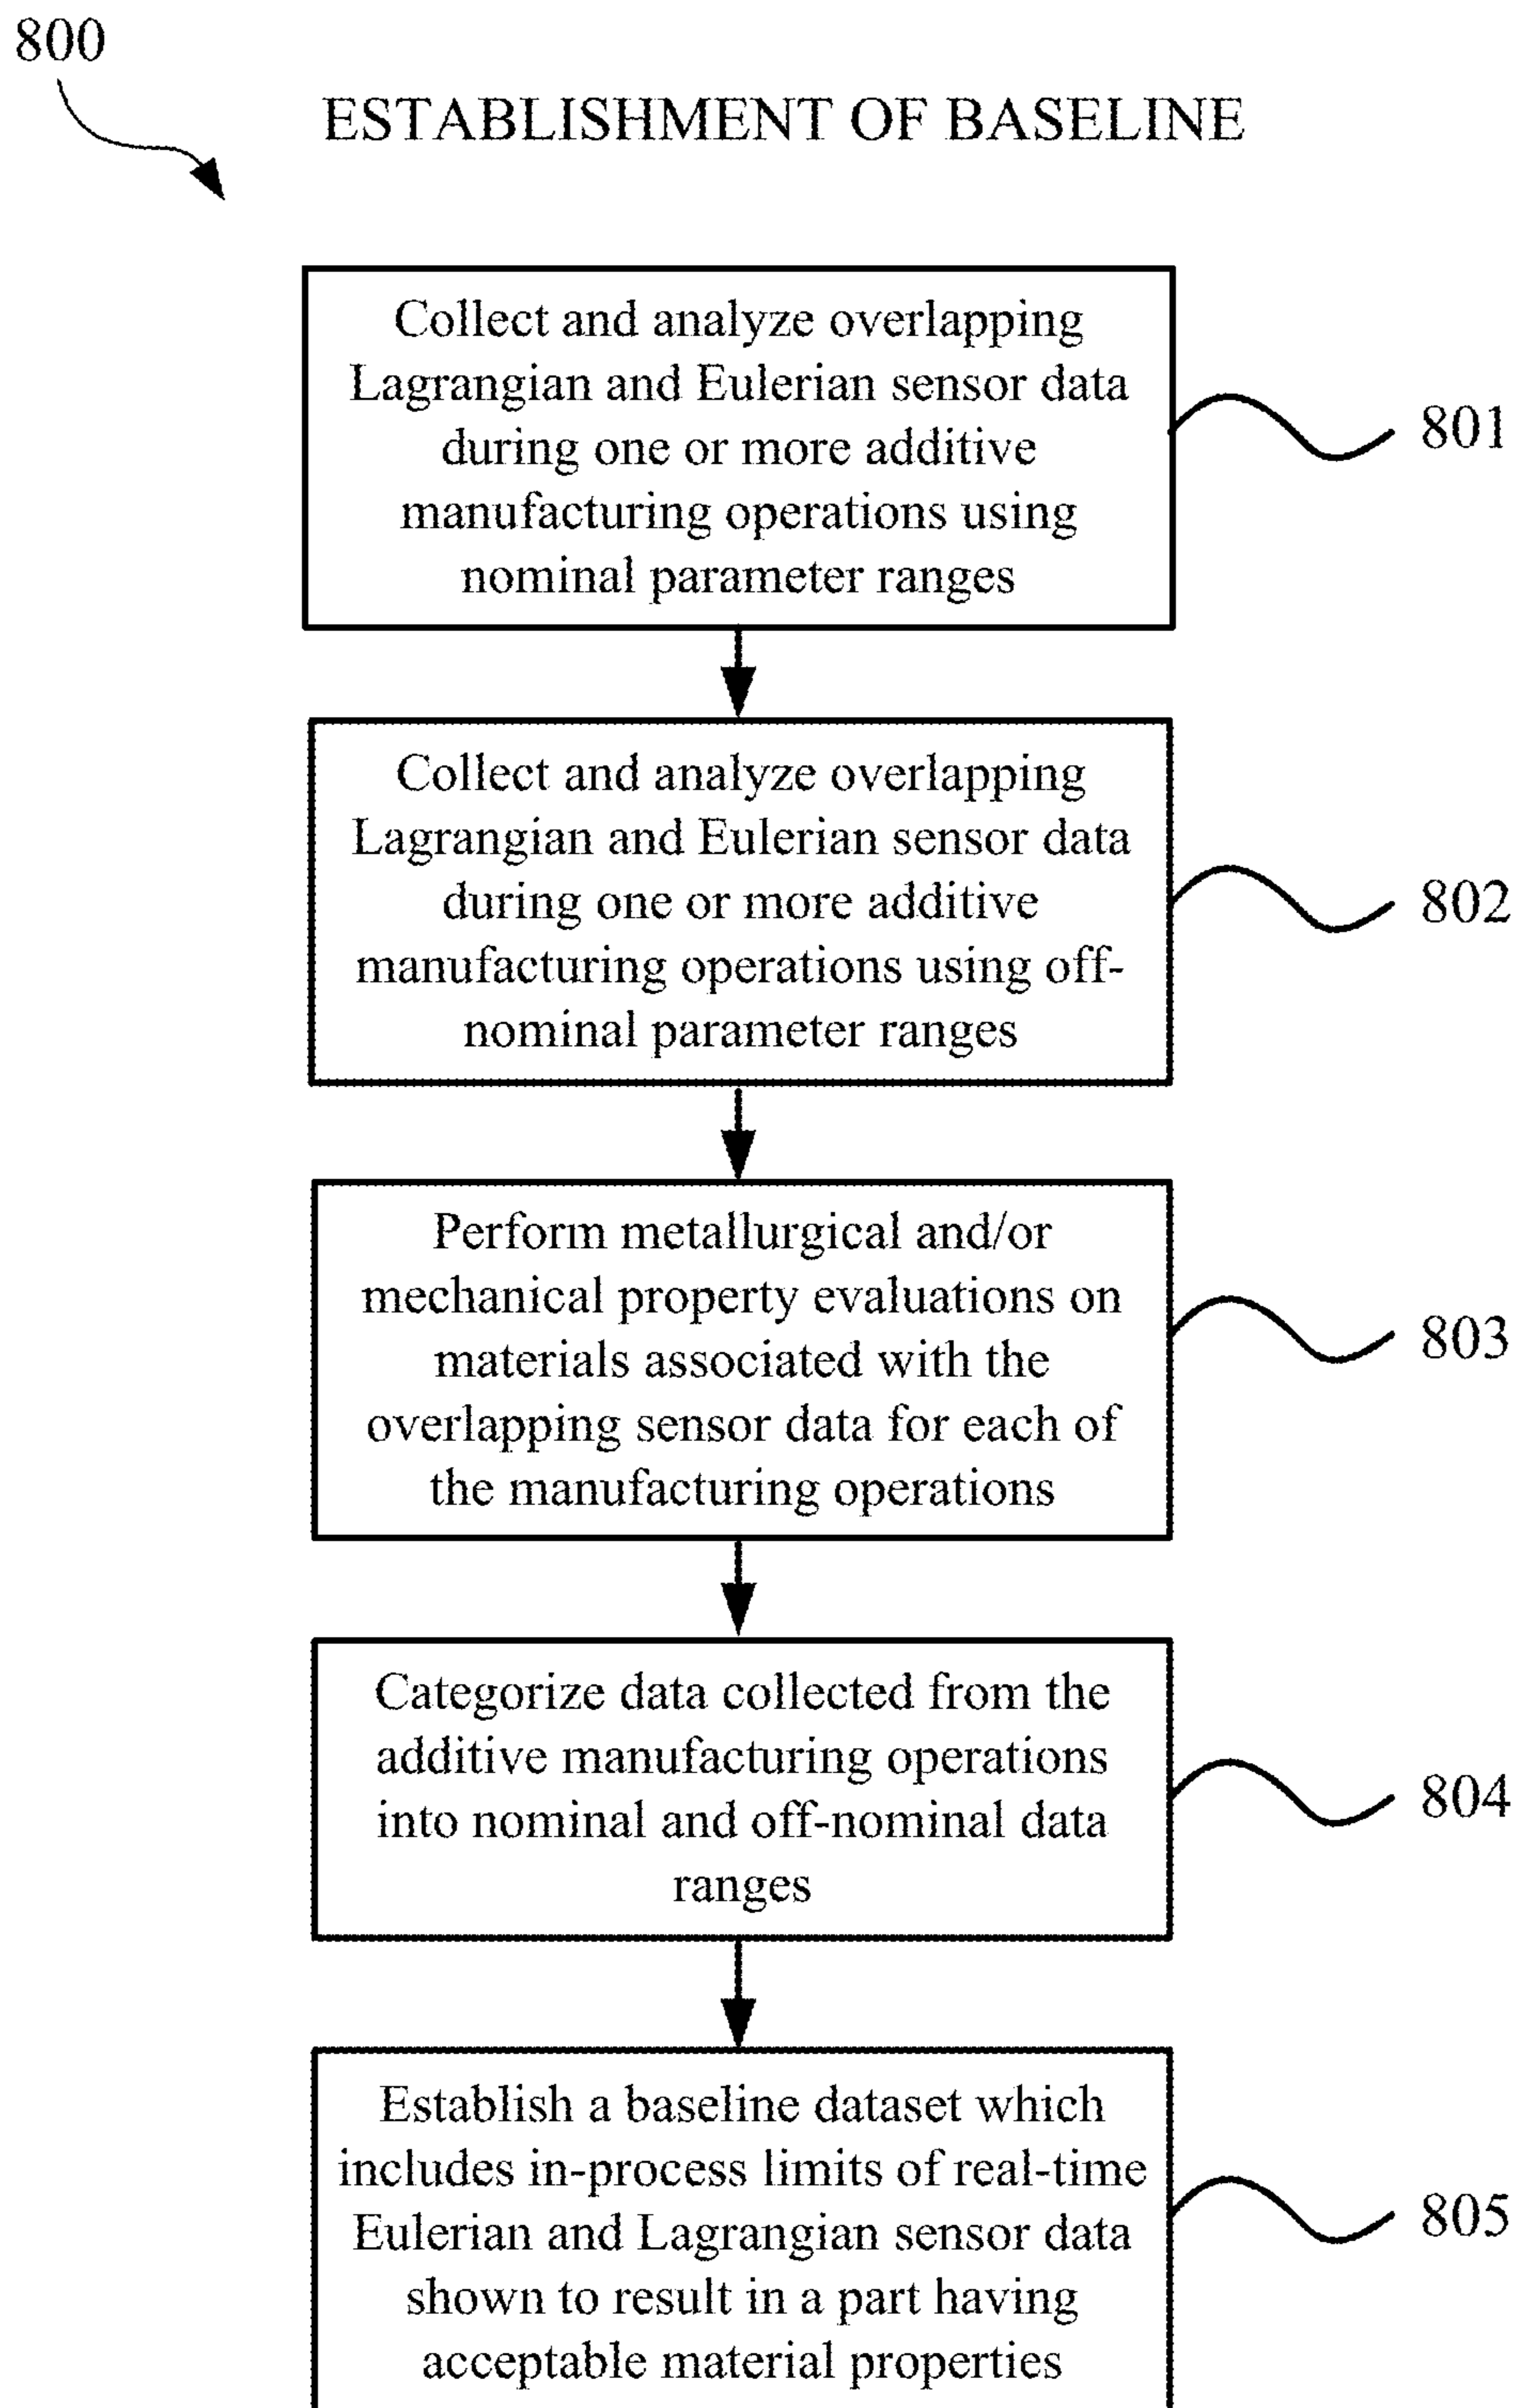 800
ESTABLISHMENT OF BASELINE
Collect and analyze overlapping
Lagrangian and Eulerian sensor data
during one or more additive
manufacturing operations using
nominal parameter ranges
801
Collect and analyze overlapping
Lagrangian and Eulerian sensor data
during one or more additive
manufacturing operations using off-
nominal parameter ranges
802
Perform metallurgical and/or
mechanical property evaluations on
materials associated with the
overlapping sensor data for each of
the manufacturing operations
803
Categorize data collected from the
additive manufacturing operations
into nominal and off-nominal data
ranges
804
Establish a baseline dataset which
includes in-process limits of real-time
Eulerian and Lagrangian sensor data
shown to result in a part having
acceptable material properties
805